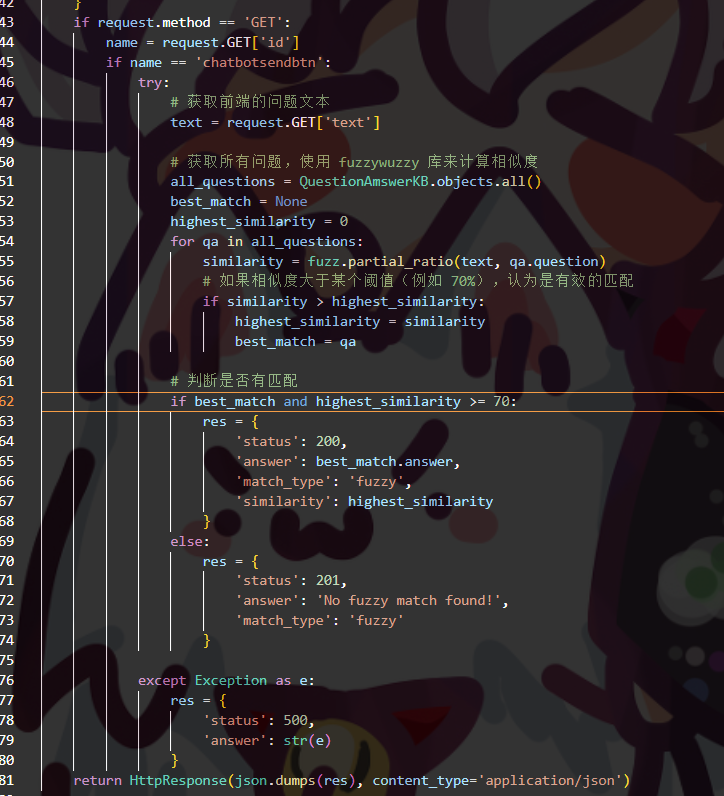 42 }
43 if request.method == 'GET':
44 name = request.GET['id']
45 if name == 'chatbotsendbtn':
46 try:
47 # 获取前端的问题文本
48 text = request.GET['text']
49
50 # 获取所有问题，使用 fuzzywuzzy 库来计算相似度
51 all_questions = QuestionAmswerKB.objects.all()
52 best_match = None
53 highest_similarity = 0
54 for qa in all_questions:
55 similarity = fuzz.partial_ratio(text, qa.question)
56 # 如果相似度大于某个阈值（例如 70%），认为是有效的匹配
57 if similarity > highest_similarity:
58 highest_similarity = similarity
59 best_match = qa
60
61 # 判断是否有匹配
62 if best_match and highest_similarity >= 70:
63 res = {
64 'status': 200,
65 'answer': best_match.answer,
66 'match_type': 'fuzzy',
67 'similarity': highest_similarity
68 }
69 else:
70 res = {
71 'status': 201,
72 'answer': 'No fuzzy match found!',
73 'match_type': 'fuzzy'
74 }
75
76 except Exception as e:
77 res = {
78 'status': 500,
79 'answer': str(e)
80 }
81 return HttpResponse(json.dumps(res), content_type='application/json')